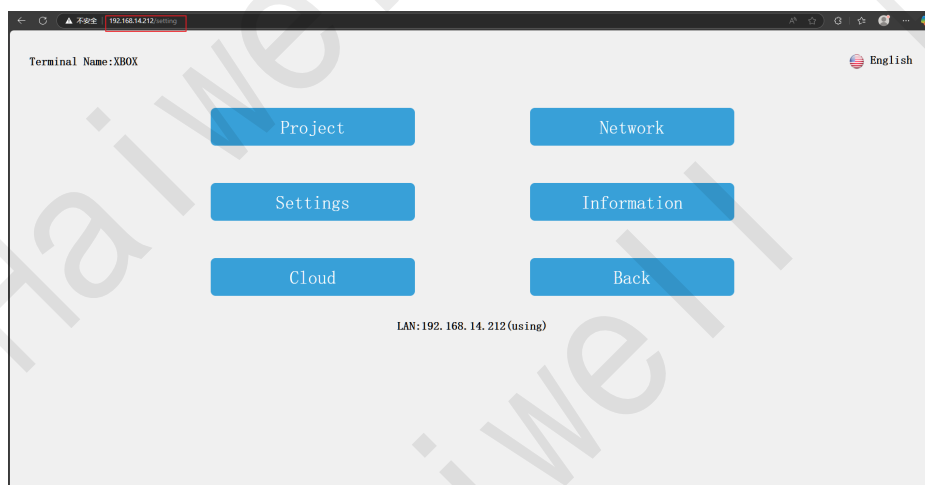 不安全 192.168.14.212/setting
Terminal Name:XBOX
English
Project
Network
Settings
Information
Cloud
Back
LAN:192.168.14.212(using)
Haiwell
Haiwell